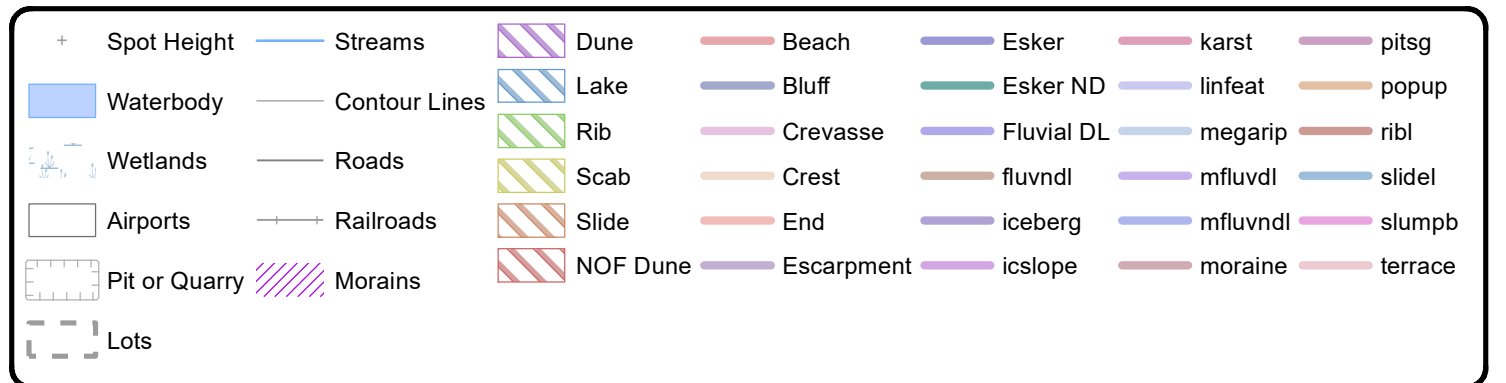 Spot Height
Waterbody
Wetlands
Airports
Pit or Quarry
Lots
Streams
Contour Lines
Roads
Railroads
Morains
Dune
Lake
Rib
Scab
Slide
NOF Dune
Beach
Bluff
Crevasse
Crest
End
Escarpment
Esker
Esker ND
Fluvial DL
fluvndl
iceberg
icslope
karst
linfeat
megarip
mfluvdl
mfluvndl
moraine
pitsg
popup
ribl
slidel
slumpb
terrace